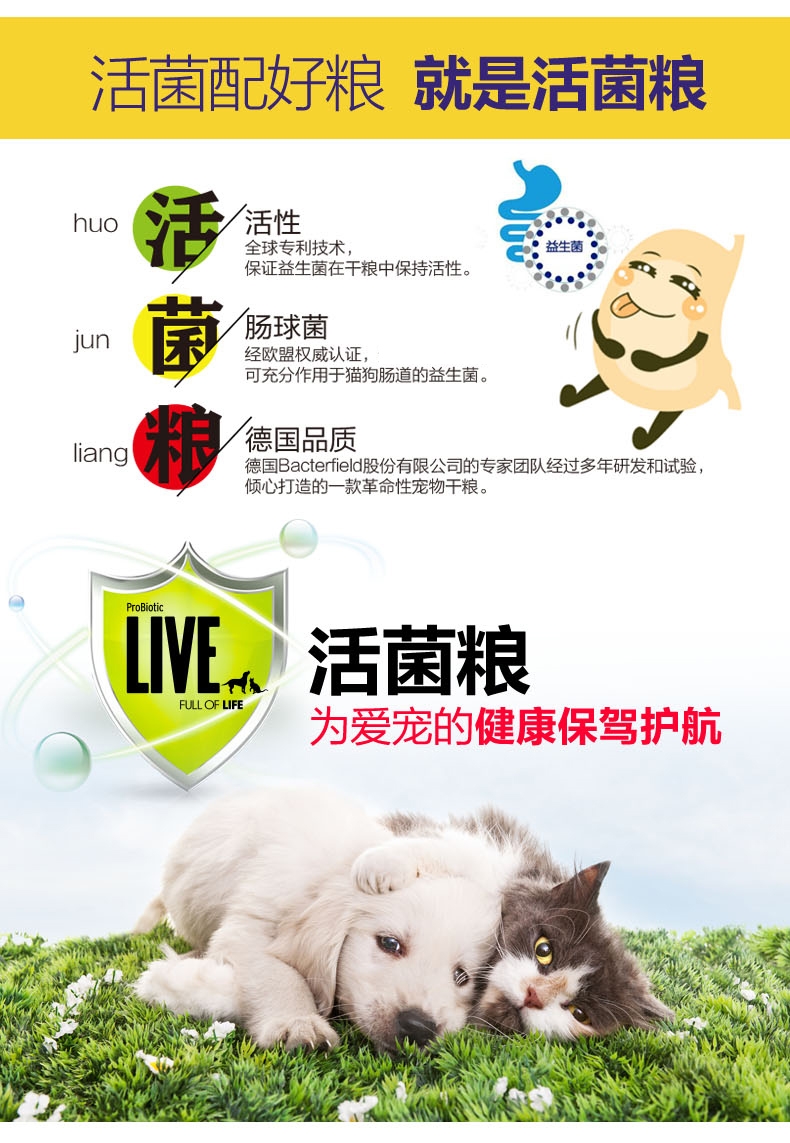 活菌配好粮 就是活菌粮
huo 活 活性
全球专利技术，
保证益生菌在干粮中保持活性。
益生菌
jun 菌 肠球菌
经欧盟权威认证，
可充分作用于猫狗肠道的益生菌。
liang 粮 德国品质
德国Bacterfield股份有限公司的专家团队经过多年研发和试验，
倾心打造的一款革命性宠物干粮。
ProBiotic
LIVE
FULL OF LIFE
活菌粮
为爱宠的健康保驾护航